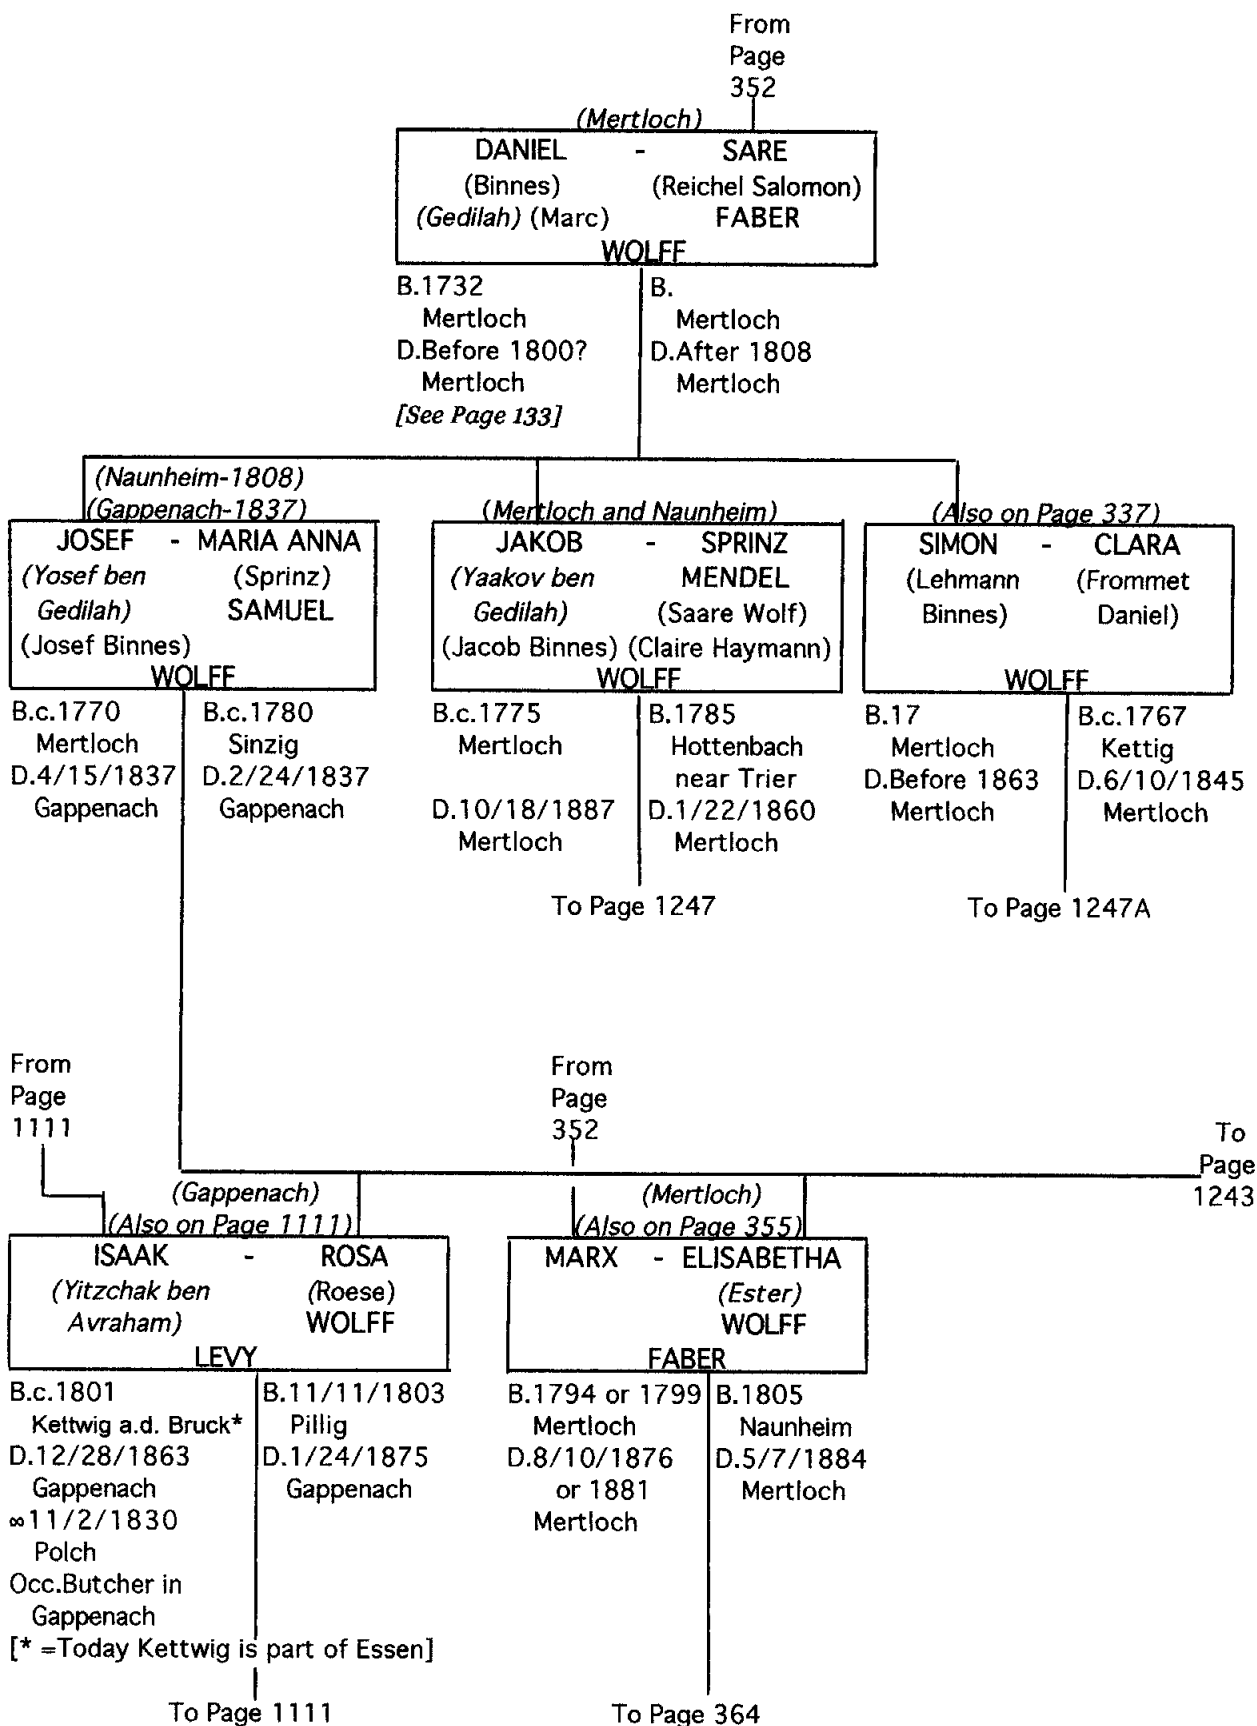 From
Page
352
(Mertloch)
DANIEL - SARE
(Binnes) (Reichel Salomon)
(Gedilah) (Marc) FABER
WOLFF
B.1732 B.
Mertloch Mertloch
D.Before 1800? D.After 1808
Mertloch Mertloch
[See Page 133]
(Naunheim-1808)
(Gappenach-1837)
JOSEF - MARIA ANNA
(Yosef ben (Sprinz)
Gedilah) SAMUEL
(Josef Binnes)
WOLFF
B.c.1770 B.c.1780
Mertloch Sinzig
D.4/15/1837 D.2/24/1837
Gappenach Gappenach
(Mertloch and Naunheim)
JAKOB - SPRINZ
(Yaakov ben MENDEL
Gedilah) (Saare Wolf)
(Jacob Binnes) (Claire Haymann)
WOLFF
B.c.1775 B.1785
Mertloch Hottenbach
near Trier
D.10/18/1887 D.1/22/1860
Mertloch Mertloch
To Page 1247
(Also on Page 337)
SIMON - CLARA
(Lehmann (Frommet
Binnes) Daniel)
WOLFF
B.17 B.c.1767
Mertloch Kettig
D.Before 1863 D.6/10/1845
Mertloch Mertloch
To Page 1247A
From
Page
1111
From
Page
352
To
Page
1243
(Gappenach)
(Also on Page 1111)
ISAAK - ROSA
(Yitzchak ben (Roese)
Avraham) WOLFF
LEVY
B.c.1801 B.11/11/1803
Kettwig a.d. Bruck* Pillig
D.12/28/1863 D.1/24/1875
Gappenach Gappenach
∞11/2/1830
Polch
Occ.Butcher in
Gappenach
[* =Today Kettwig is part of Essen]
To Page 1111
(Mertloch)
(Also on Page 355)
MARX - ELISABETHA
(Ester)
WOLFF
FABER
B.1794 or 1799 B.1805
Mertloch Naunheim
D.8/10/1876 D.5/7/1884
or 1881 Mertloch
Mertloch
To Page 364